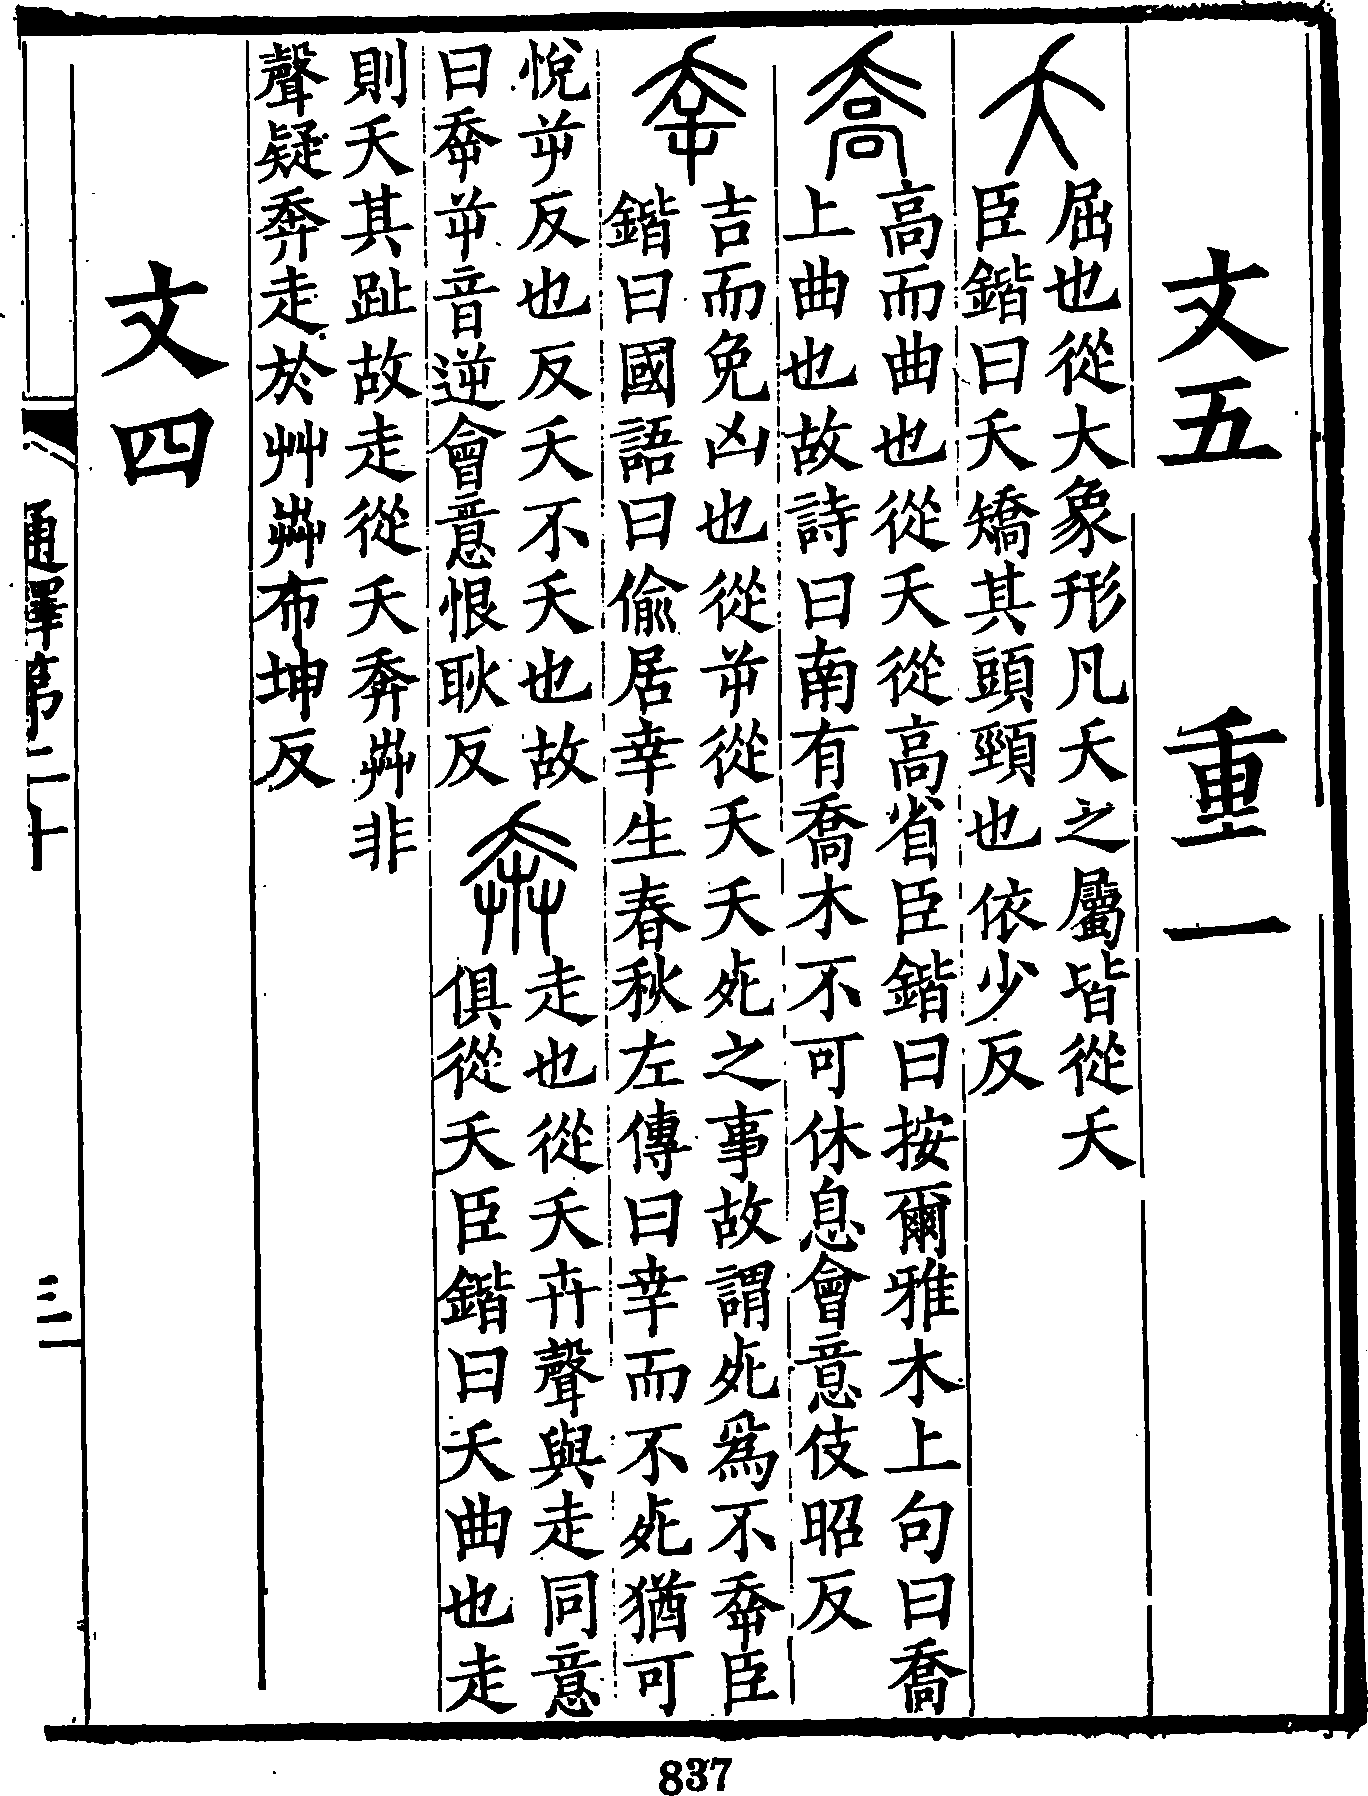 文五　重一
夭
屈也從大象形凡夭之屬皆從夭
臣鍇曰夭矯其頭頸也依少反
喬
高而曲也從夭從高省臣鍇曰按爾雅木上句曰喬
上曲也故詩曰南有喬木不可休息會意伎昭反
㚔
吉而免凶也從屰從夭夭死之事故謂死爲不㚔臣
鍇曰國語曰偷居幸生春秋左傳曰幸而不死猶可
悅屰反也反夭不夭也故
曰㚔屰音逆會意恨耿反
奔
走也從夭卉聲與走同意
俱從夭臣鍇曰夭曲也走
則夭其趾故走從夭奔芔非
聲疑奔走於艸芔布坤反
文四
通釋第二十
三
837